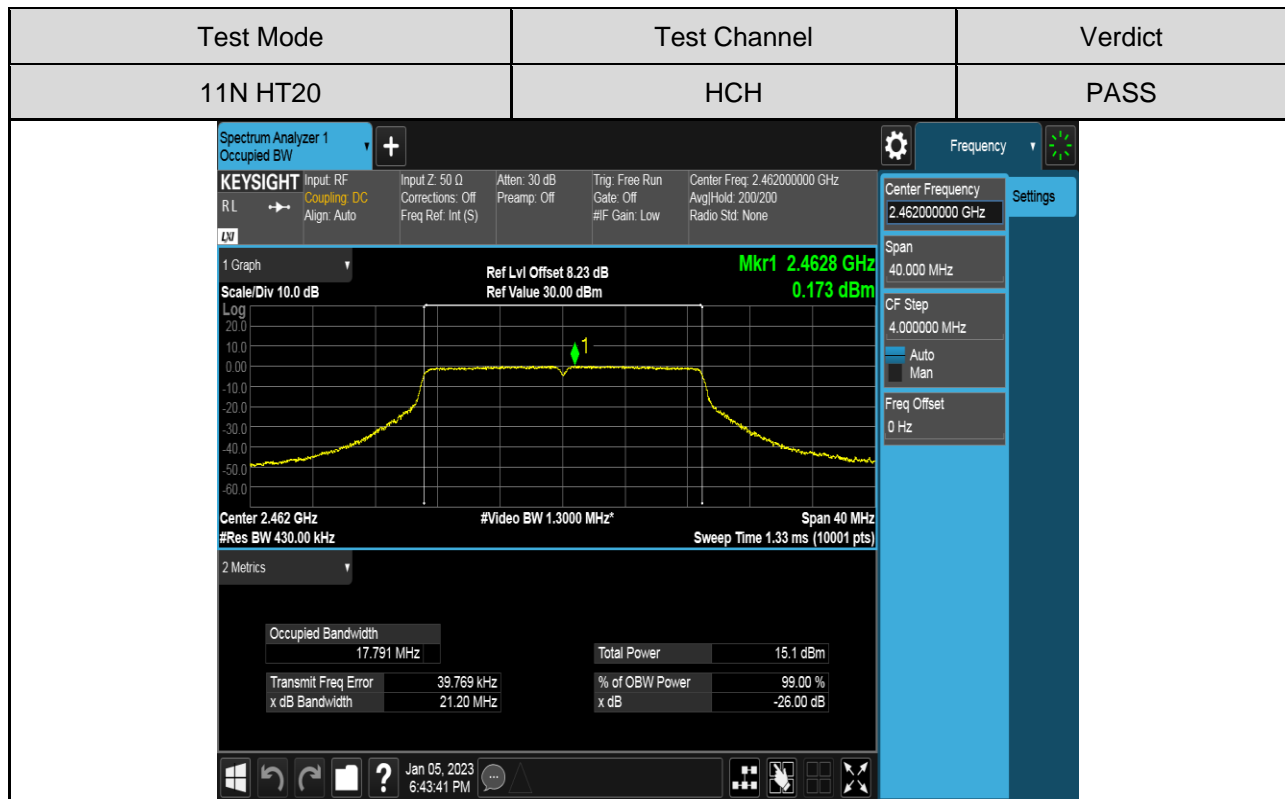 Test Mode Test Channel Verdict
11N HT20 HCH PASS
Spectrum Analyzer 1
Occupied BW
Frequency
KEYSIGHT
RL
LXI
Input: RF
Coupling: DC
Align: Auto
Input Z: 50 Ω
Corrections: Off
Freq Ref: Int (S)
Atten: 30 dB
Preamp: Off
Trig: Free Run
Gate: Off
#IF Gain: Low
Center Freq: 2.462000000 GHz
Avg|Hold: 200/200
Radio Std: None
Center Frequency
2.462000000 GHz
Settings
Span
40.000 MHz
CF Step
4.000000 MHz
Auto
Man
Freq Offset
0 Hz
1 Graph
Scale/Div 10.0 dB
Ref Lvl Offset 8.23 dB
Ref Value 30.00 dBm
Mkr1 2.4628 GHz
0.173 dBm
Log
20.0
10.0
0.00
-10.0
-20.0
-30.0
-40.0
-50.0
-60.0
1
Center 2.462 GHz #Video BW 1.3000 MHz* Span 40 MHz
#Res BW 430.00 kHz Sweep Time 1.33 ms (10001 pts)
2 Metrics
Occupied Bandwidth
17.791 MHz
Total Power 15.1 dBm
Transmit Freq Error 39.769 kHz
% of OBW Power 99.00 %
x dB Bandwidth 21.20 MHz
x dB -26.00 dB
?
Jan 05, 2023
6:43:41 PM